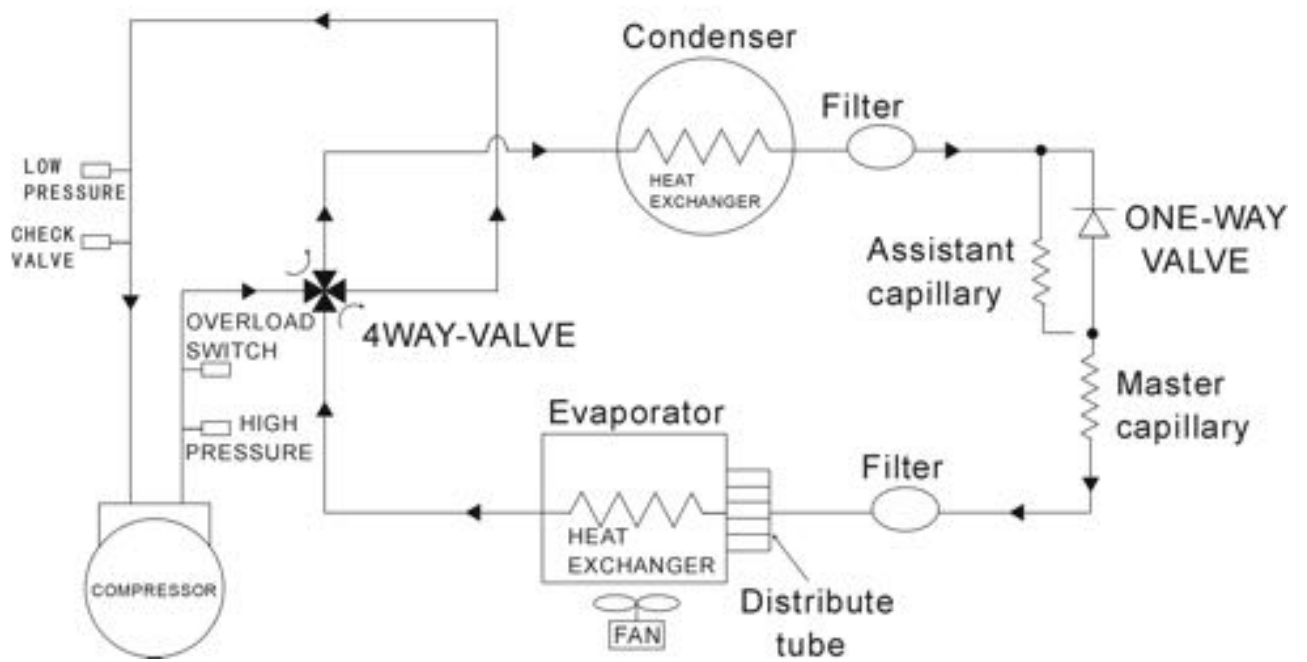 Condenser
Filter
HEAT
EXCHANGER
LOW
PRESSURE
CHECK
VALVE
ONE-WAY
VALVE
Assistant
capillary
OVERLOAD
SWITCH
4WAY-VALVE
HIGH
PRESSURE
Master
capillary
Evaporator
Filter
HEAT
EXCHANGER
COMPRESSOR
Distribute
tube
FAN